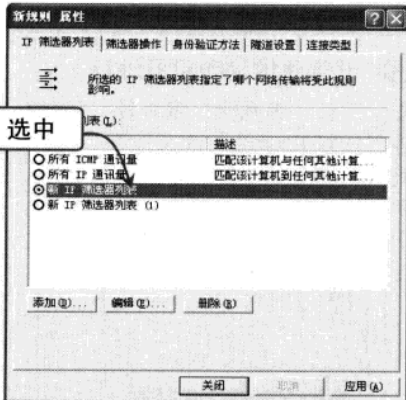 新规则 属性
IP 筛选器列表 筛选器操作 身份验证方法 隧道设置 连接类型
所选的 IP 筛选器列表指定了哪个网络传输将受此规则
影响。
选中
列表(L):
描述
所有 ICMP 通讯量 匹配该计算机与任何其他计算...
所有 IP 通讯量 匹配该计算机到任何其他计算...
新 IP 筛选器列表
新 IP 筛选器列表 (1)
添加(D)... 编辑(E)... 删除(R)
关闭 取消 应用(A)